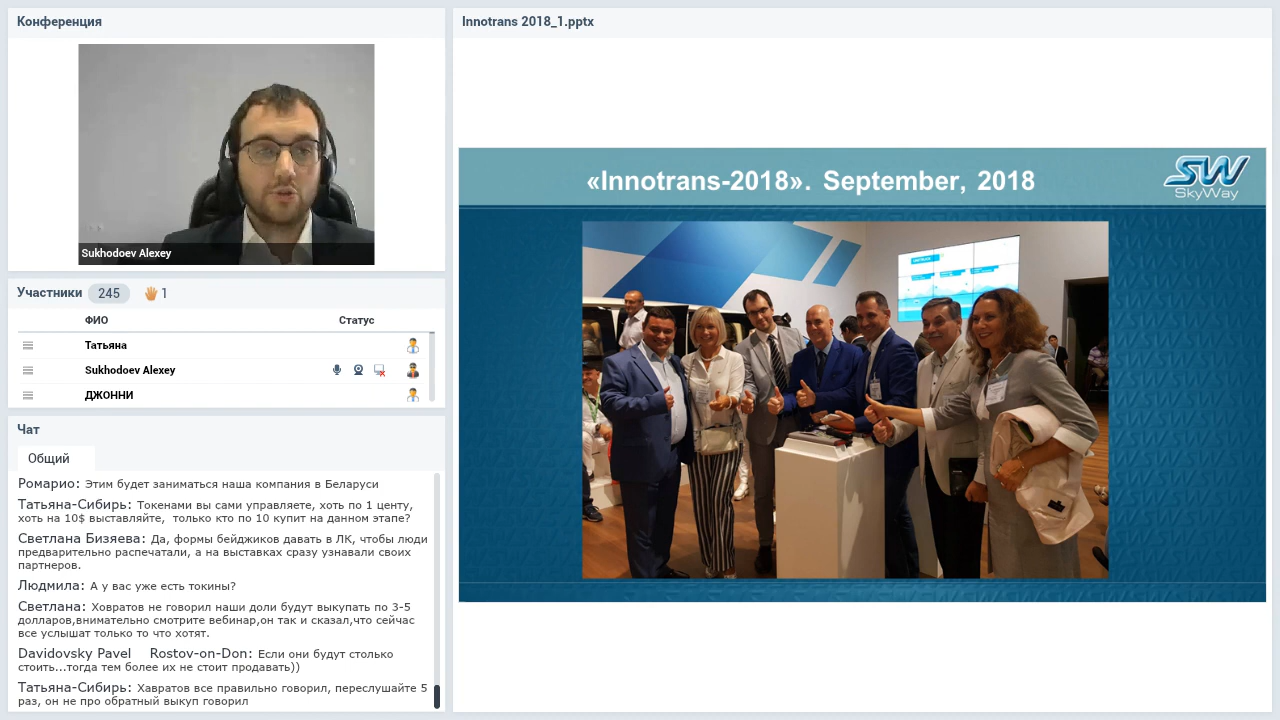 Конференция
Sukhodoev Alexey
Участники 245 1
ФИО Статус
Татьяна
Sukhodoev Alexey
ДЖОННИ
Чат
Общий
Ромарио: Этим будет заниматься наша компания в Беларуси
Татьяна-Сибирь: Токенами вы сами управляете, хоть по 1 центу,
хоть на 10$ выставляйте, только кто по 10 купит на данном этапе?
Светлана Бизяева: Да, формы бейджиков давать в ЛК, чтобы люди
предварительно распечатали, а на выставках сразу узнавали своих
партнеров.
Людмила: А у вас уже есть токины?
Светлана: Ховратов не говорил наши доли будут выкупать по 3-5
долларов,внимательно смотрите вебинар,он так и сказал,что сейчас
все услышат только то что хотят.
Davidovsky Pavel Rostov-on-Don: Если они будут столько
стоить...тогда тем более их не стоит продавать))
Татьяна-Сибирь: Хавратов все правильно говорил, переслушайте 5
раз, он не про обратный выкуп говорил
Innotrans 2018_1.pptx
«Innotrans-2018». September, 2018
SW
SkyWay